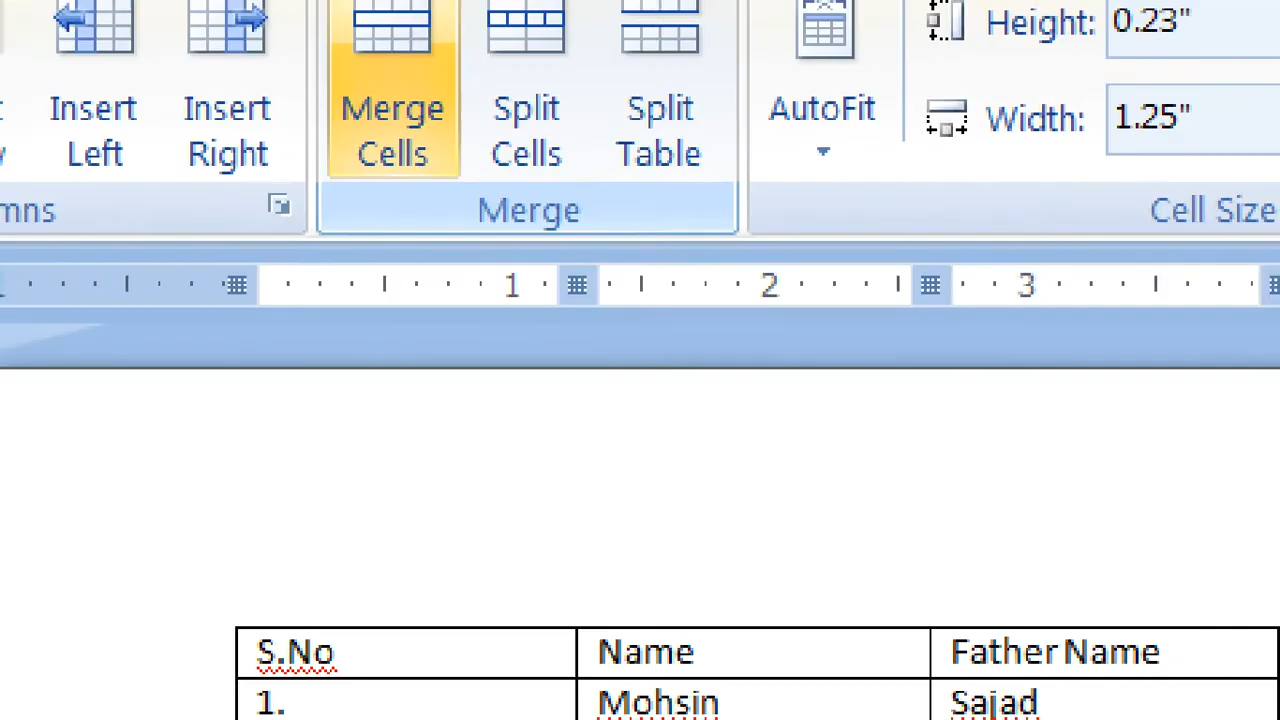 Height: 0.23"
Insert Left
Insert Right
Merge Cells
Split Cells
Split Table
AutoFit
Width: 1.25"
mns
Merge
Cell Size
1 2 3
S.No Name Father Name
1. Mohsin Sajad